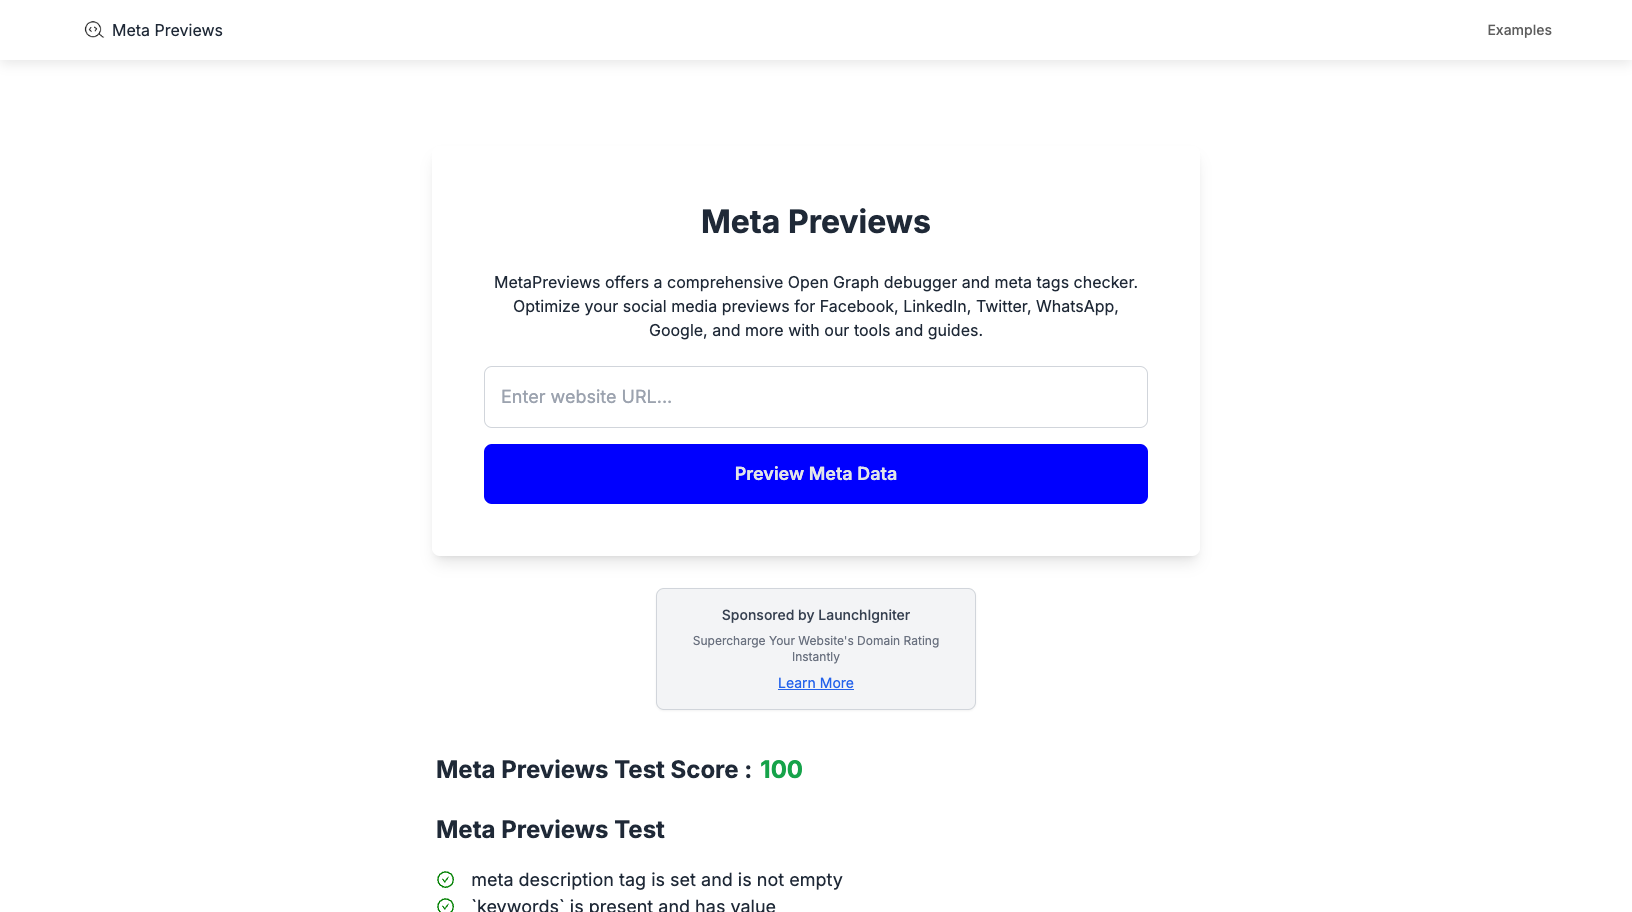 Meta Previews
Examples
Meta Previews
MetaPreviews offers a comprehensive Open Graph debugger and meta tags checker.
Optimize your social media previews for Facebook, LinkedIn, Twitter, WhatsApp,
Google, and more with our tools and guides.
Enter website URL...
Preview Meta Data
Sponsored by LaunchIgniter
Supercharge Your Website's Domain Rating
Instantly
Learn More
Meta Previews Test Score : 100
Meta Previews Test
meta description tag is set and is not empty
`keywords` is present and has value